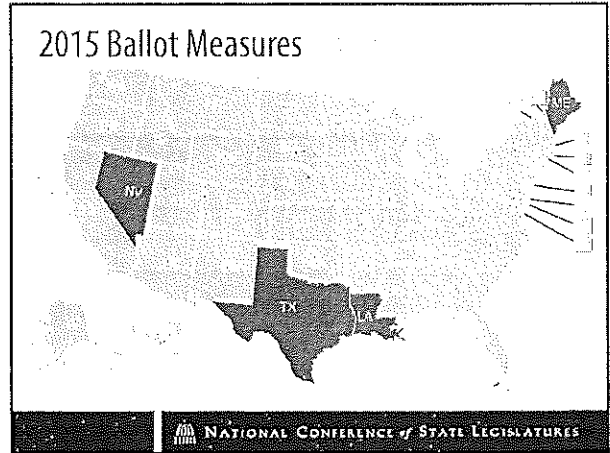 2015 Ballot Measures
ME
NV
TX
LA
NATIONAL CONFERENCE of STATE LEGISLATURES